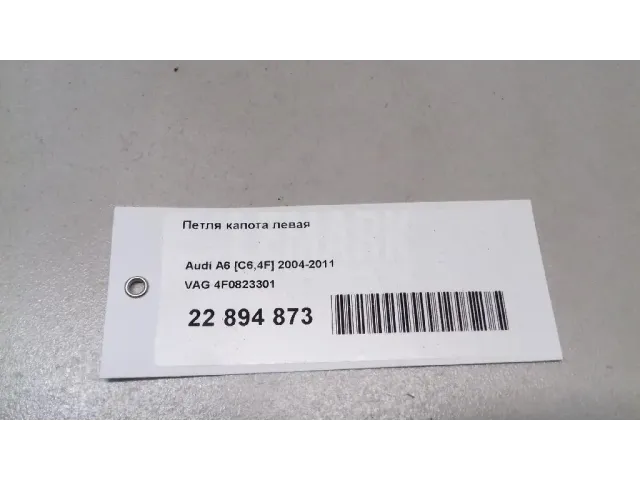 Петля капота левая
Audi A6 [C6,4F] 2004-2011
VAG 4F0823301
22 894 873